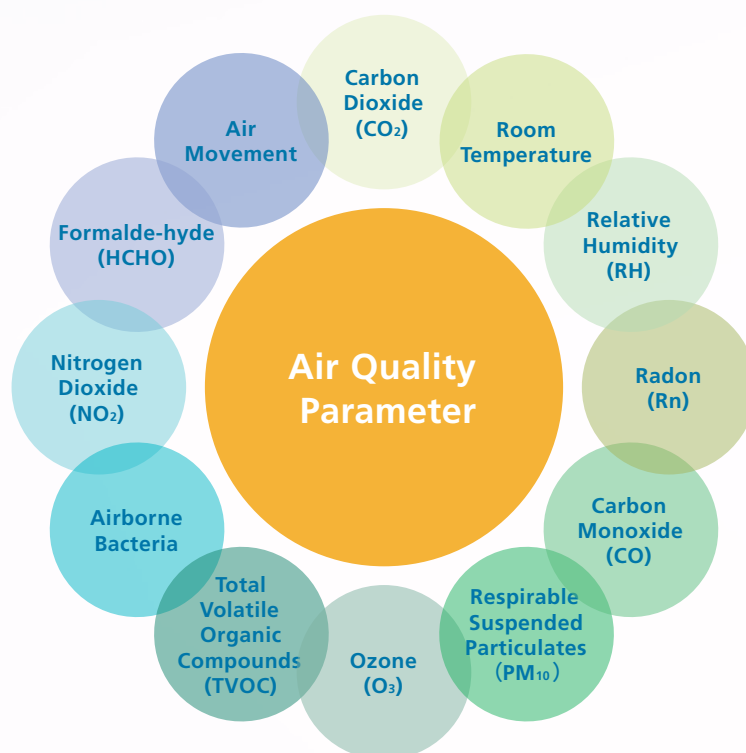 Carbon
Dioxide
(CO₂)
Room
Temperature
Relative
Humidity
(RH)
Radon
(Rn)
Carbon
Monoxide
(CO)
Respirable
Suspended
Particulates
（PM₁₀）
Ozone
(O₃)
Total
Volatile
Organic
Compounds
(TVOC)
Airborne
Bacteria
Nitrogen
Dioxide
(NO₂)
Formalde-hyde
(HCHO)
Air
Movement
Air Quality
Parameter